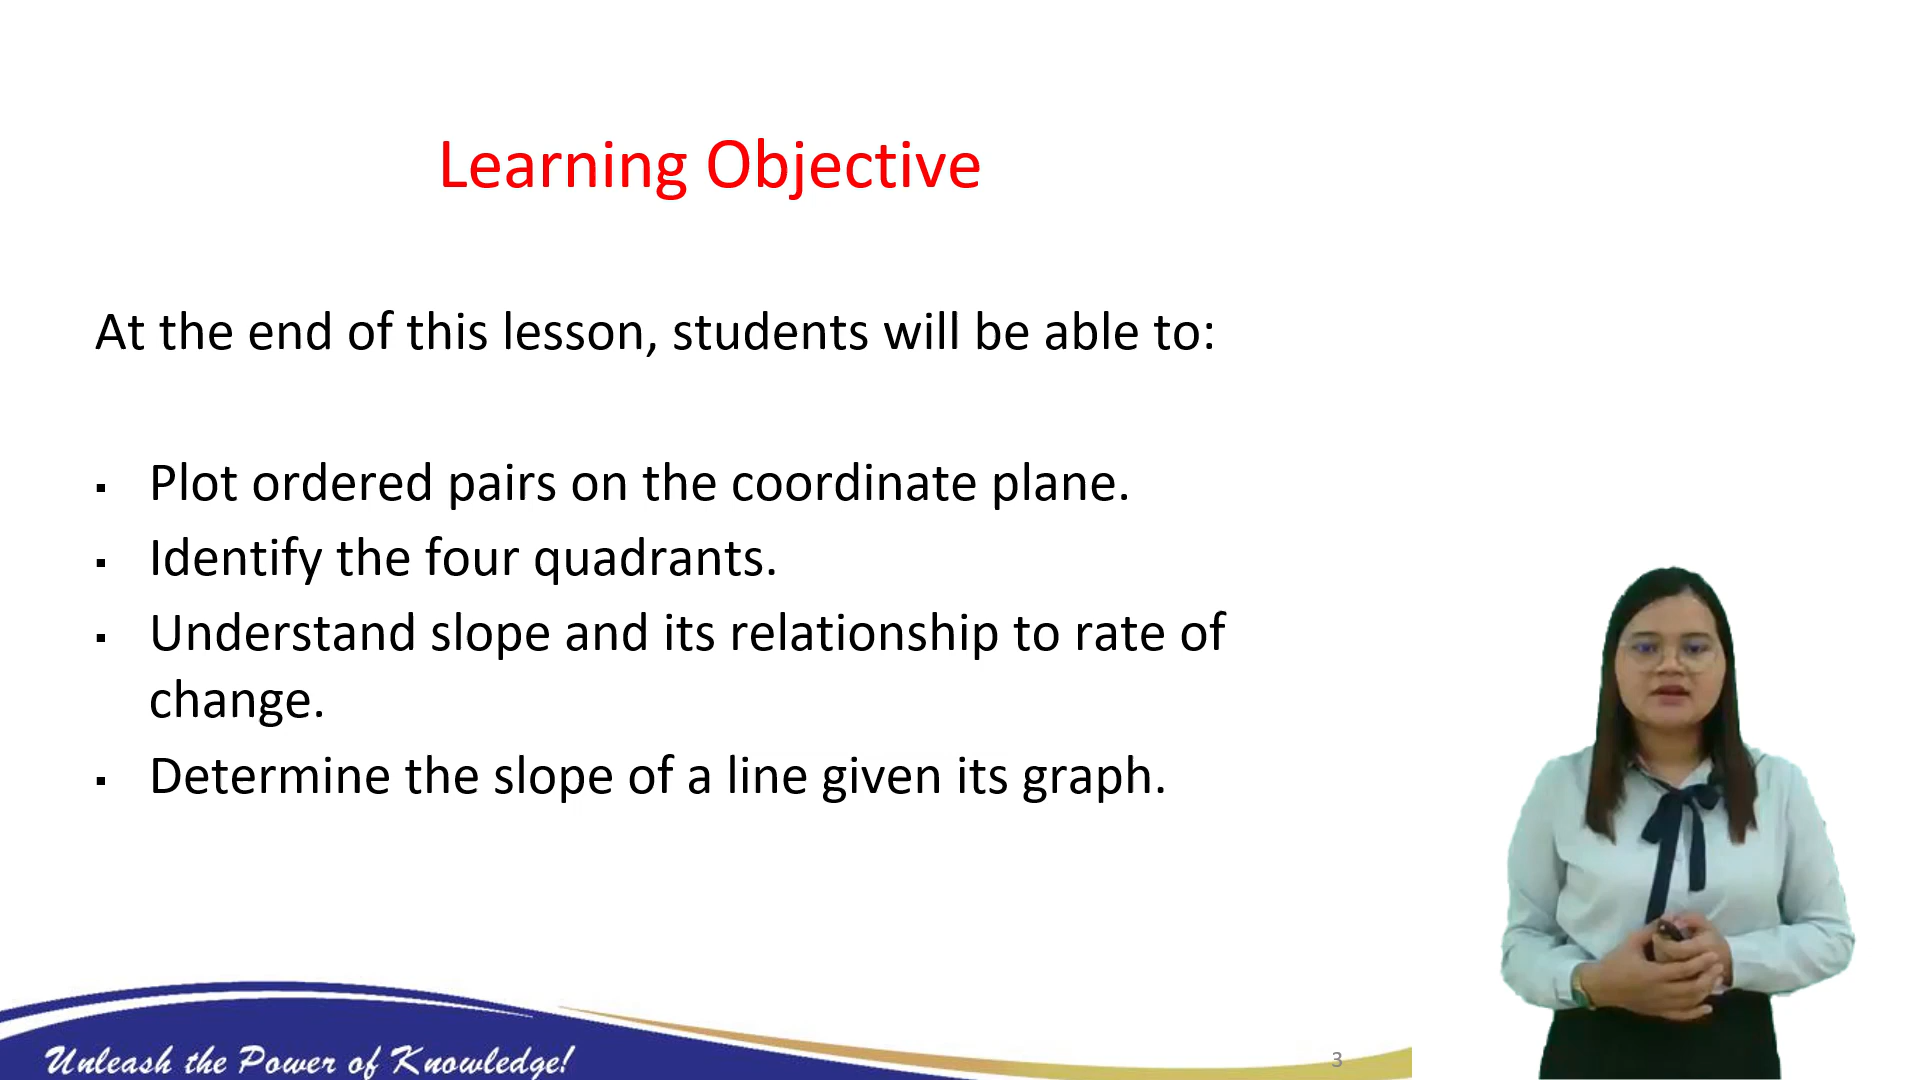 Learning Objective
At the end of this lesson, students will be able to:
▪ Plot ordered pairs on the coordinate plane.
▪ Identify the four quadrants.
▪ Understand slope and its relationship to rate of
change.
▪ Determine the slope of a line given its graph.
Unleash the Power of Knowledge!
3